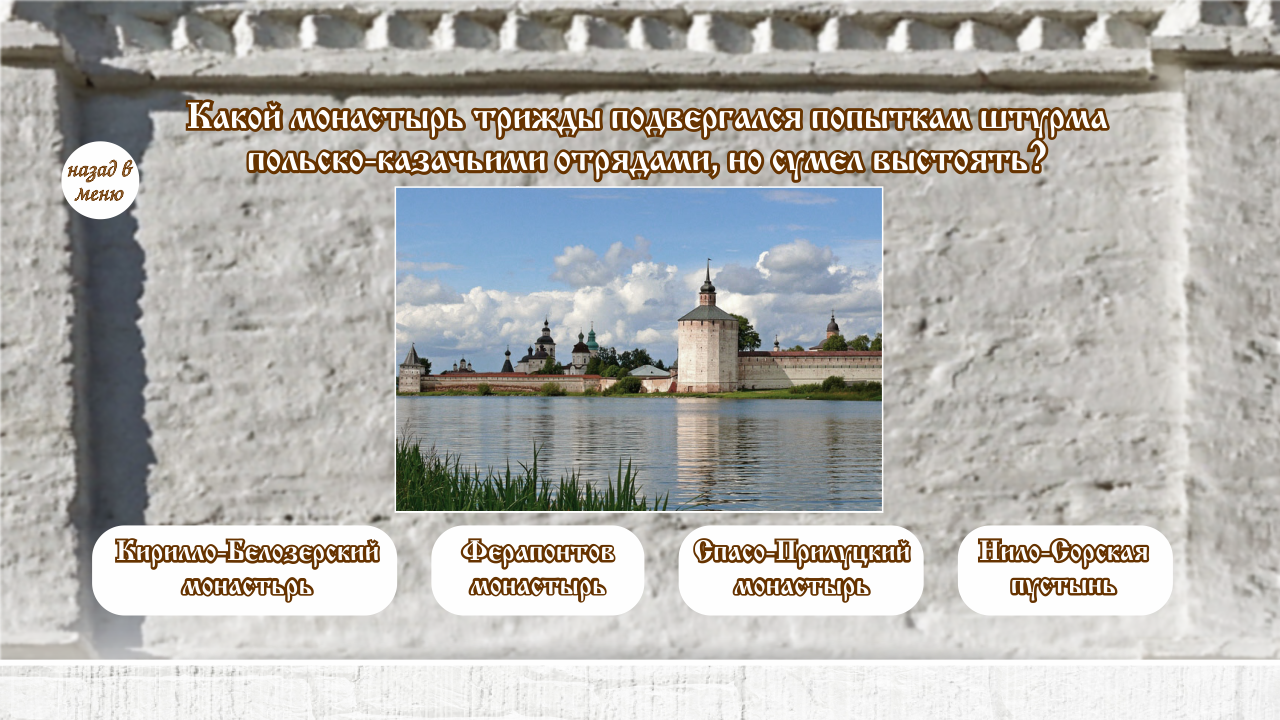 Какой монастырь трижды подвергался попыткам штурма
польско-казачьими отрядами, но сумел выстоять?
назад в
меню
Кирилло-Белозерский
монастьрь
Ферапонтов
монастырь
Спасо-Прилуцкий
монастырь
Нило-Сорская
пустынь